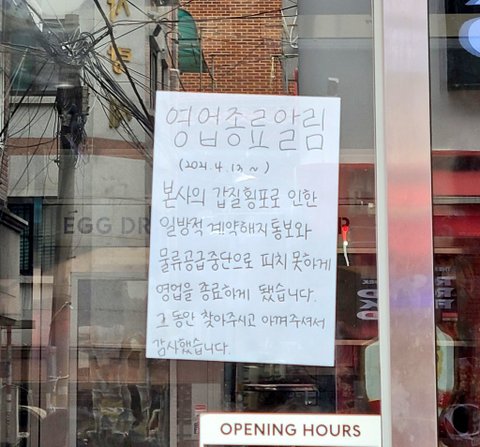 영업종료알림
(2021.4.13~)
본사의 갑질횡포로 인한
일방적 계약해지통보와
물류공급중단으로 피치 못하게
영업을 종료하게 됐습니다.
그 동안 찾아주시고 아껴주셔서
감사했습니다.
EGG DR
OPENING HOURS